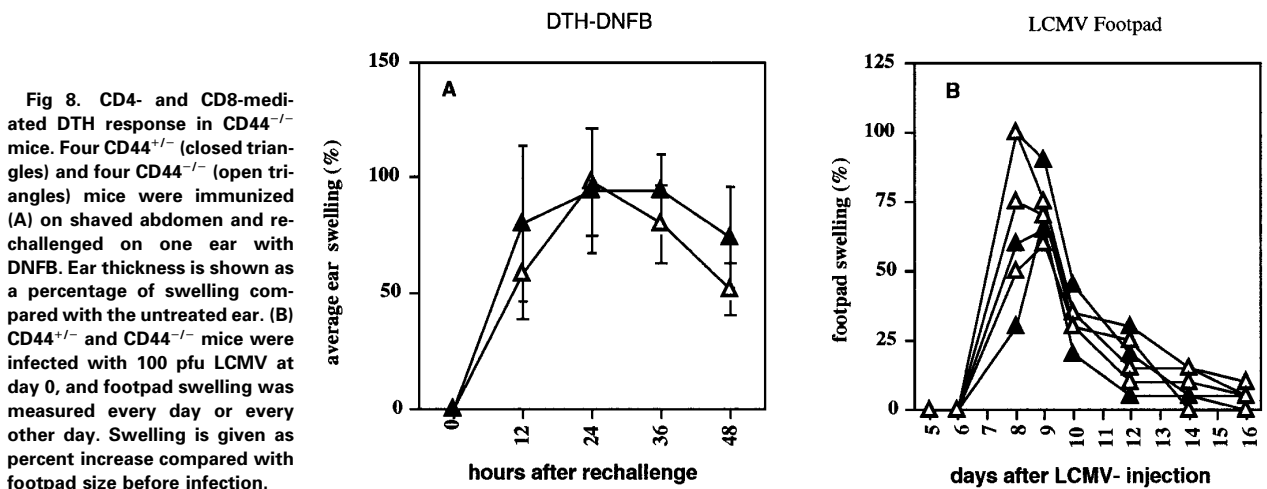 Fig 8. CD4- and CD8-medi-
ated DTH response in CD44−/−
mice. Four CD44+/− (closed trian-
gles) and four CD44−/− (open tri-
angles) mice were immunized
(A) on shaved abdomen and re-
challenged on one ear with
DNFB. Ear thickness is shown as
a percentage of swelling com-
pared with the untreated ear. (B)
CD44+/− and CD44−/− mice were
infected with 100 pfu LCMV at
day 0, and footpad swelling was
measured every day or every
other day. Swelling is given as
percent increase compared with
footpad size before infection.
DTH-DNFB
A
average ear swelling (%)
150
100
50
0
0 12 24 36 48
hours after rechallenge
LCMV Footpad
B
footpad swelling (%)
125
100
75
50
25
0
5 6 7 8 9 10 11 12 13 14 15 16
days after LCMV- injection